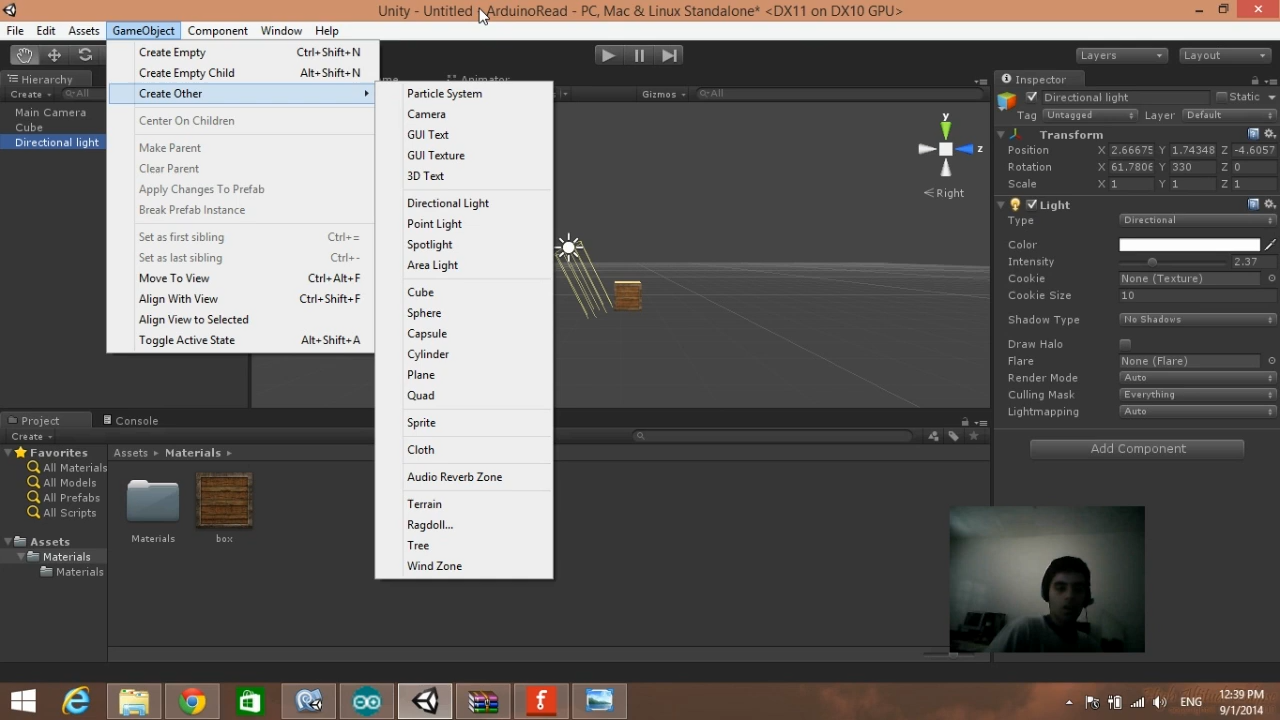 Unity - Untitled - ArduinoRead - PC, Mac & Linux Standalone* <DX11 on DX10 GPU>
File Edit Assets GameObject Component Window Help
Layers Layout
Create Empty Ctrl+Shift+N
Create Empty Child Alt+Shift+N
Create Other
Center On Children
Make Parent
Clear Parent
Apply Changes To Prefab
Break Prefab Instance
Set as first sibling Ctrl+=
Set as last sibling Ctrl+-
Move To View Ctrl+Alt+F
Align With View Ctrl+Shift+F
Align View to Selected
Toggle Active State Alt+Shift+A
Particle System
Camera
GUI Text
GUI Texture
3D Text
Directional Light
Point Light
Spotlight
Area Light
Cube
Sphere
Capsule
Cylinder
Plane
Quad
Sprite
Cloth
Audio Reverb Zone
Terrain
Ragdoll...
Tree
Wind Zone
Hierarchy
Create All
Main Camera
Cube
Directional light
Animator
Gizmos All
y
z
Right
Inspector
Directional light Static
Tag Untagged Layer Default
Transform
Position X 2.66675 Y 1.74348 Z -4.6057
Rotation X 61.7806 Y 330 Z 0
Scale X 1 Y 1 Z 1
Light
Type Directional
Color
Intensity 2.37
Cookie None (Texture)
Cookie Size 10
Shadow Type No Shadows
Draw Halo
Flare None (Flare)
Render Mode Auto
Culling Mask Everything
Lightmapping Auto
Add Component
Project Console
Create
Favorites
All Materials
All Models
All Prefabs
All Scripts
Assets
Materials
Materials
Assets Materials
Materials
box
ENG
12:39 PM
9/1/2014